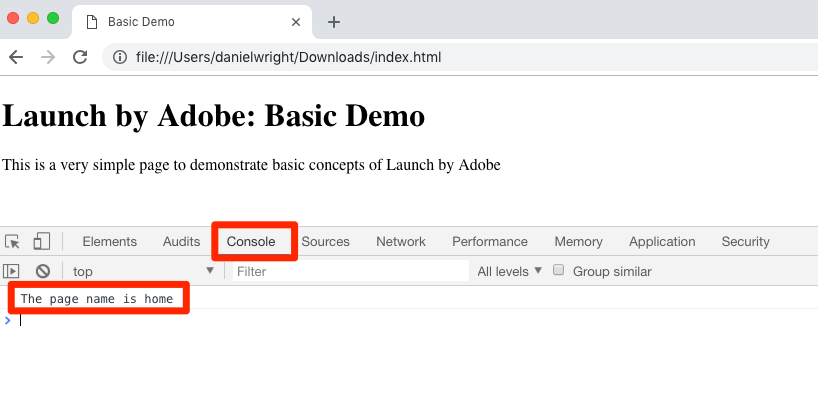 Basic Demo
file:///Users/danielwright/Downloads/index.html
Launch by Adobe: Basic Demo
This is a very simple page to demonstrate basic concepts of Launch by Adobe
Elements Audits Console Sources Network Performance Memory Application Security
top Filter All levels Group similar
The page name is home